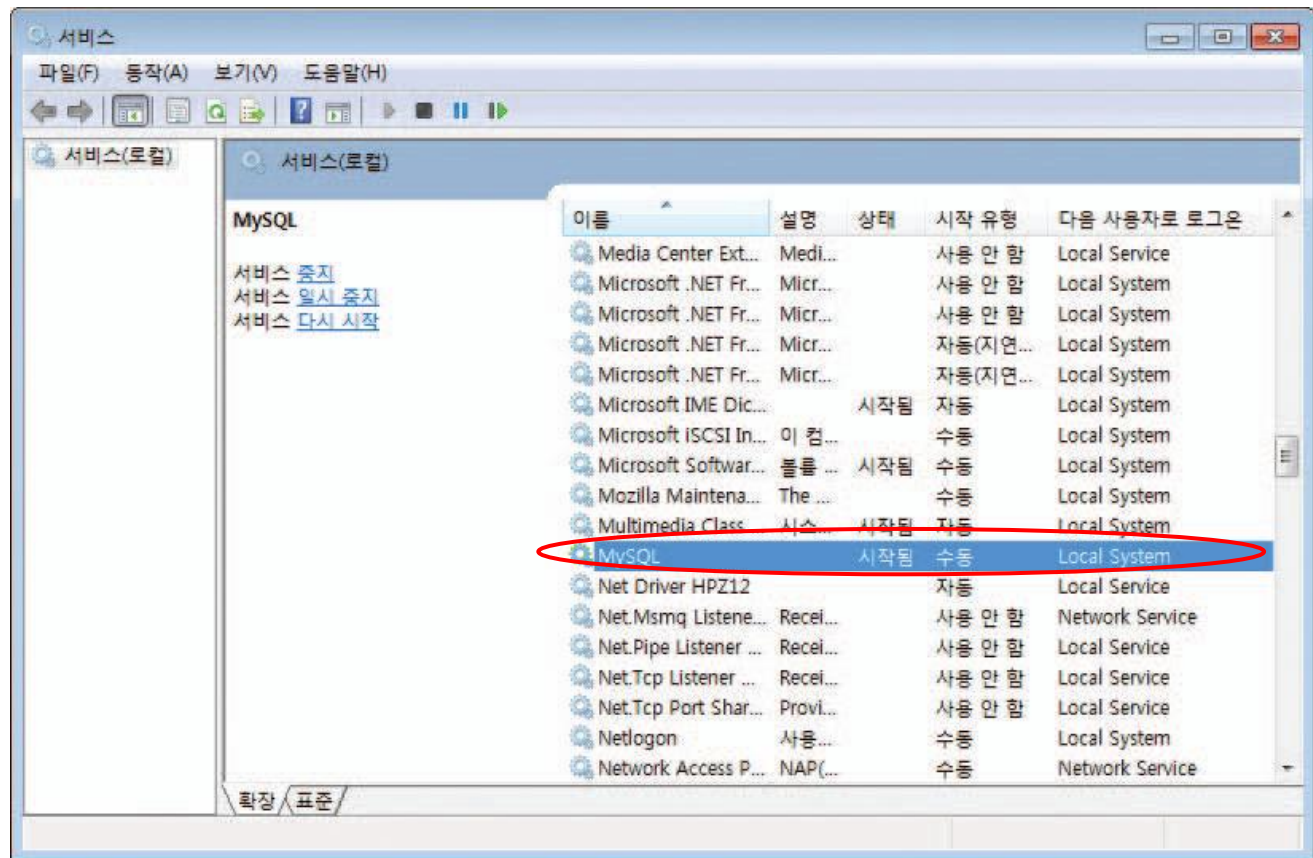 서비스
파일(F) 동작(A) 보기(V) 도움말(H)
서비스(로컬)
서비스(로컬)
MySQL
서비스 중지
서비스 일시 중지
서비스 다시 시작
이름 설명 상태 시작 유형 다음 사용자로 로그온
Media Center Ext... Medi... 사용 안 함 Local Service
Microsoft .NET Fr... Micr... 사용 안 함 Local System
Microsoft .NET Fr... Micr... 사용 안 함 Local System
Microsoft .NET Fr... Micr... 자동(지연... Local System
Microsoft .NET Fr... Micr... 자동(지연... Local System
Microsoft IME Dic... 시작됨 자동 Local System
Microsoft iSCSI In... 이 컴... 수동 Local System
Microsoft Softwar... 볼륨 ... 시작됨 수동 Local System
Mozilla Maintena... The ... 수동 Local System
Multimedia Class... 시스... 시작됨 자동 Local System
MySQL 시작됨 수동 Local System
Net Driver HPZ12 자동 Local Service
Net.Msmq Listene... Recei... 사용 안 함 Network Service
Net.Pipe Listener ... Recei... 사용 안 함 Local Service
Net.Tcp Listener ... Recei... 사용 안 함 Local Service
Net.Tcp Port Shar... Provi... 사용 안 함 Local Service
Netlogon 사용... 수동 Local System
Network Access P... NAP(... 수동 Network Service
확장 표준